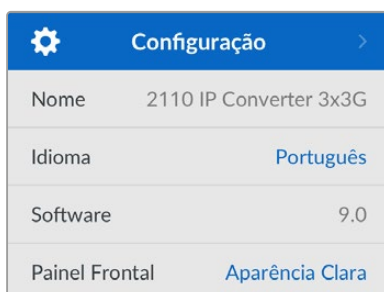 Configuração
Nome 2110 IP Converter 3x3G
Idioma Português
Software 9.0
Painel Frontal Aparência Clara